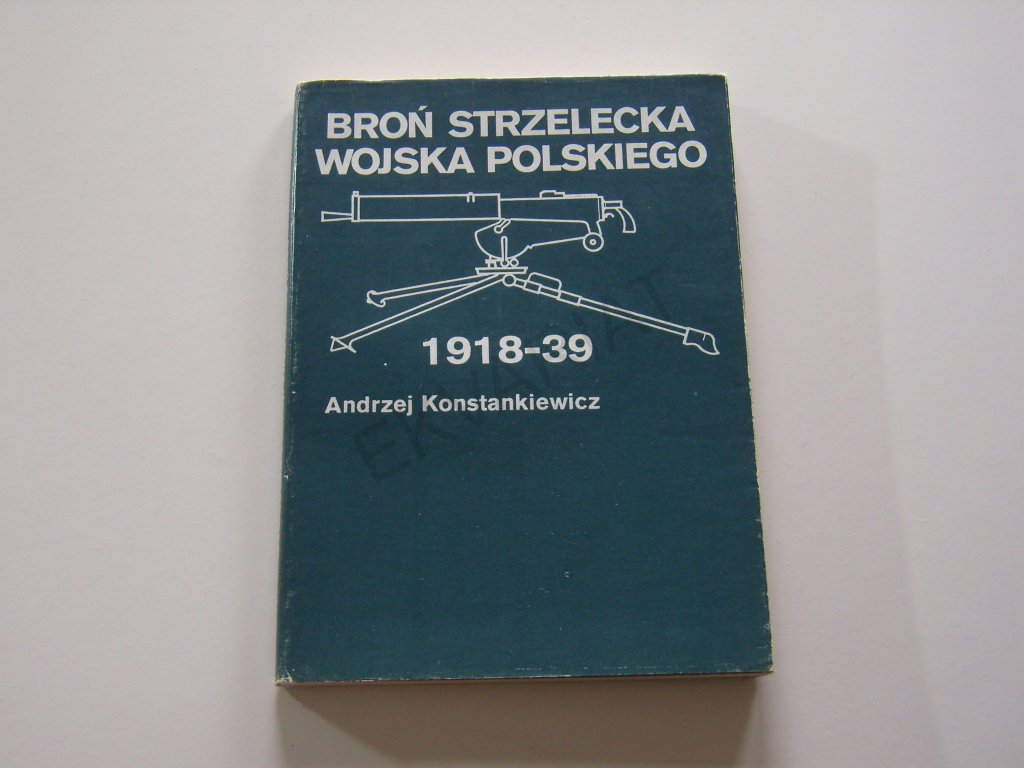 BROŃ STRZELECKA
WOJSKA POLSKIEGO
1918-39
Andrzej Konstankiewicz